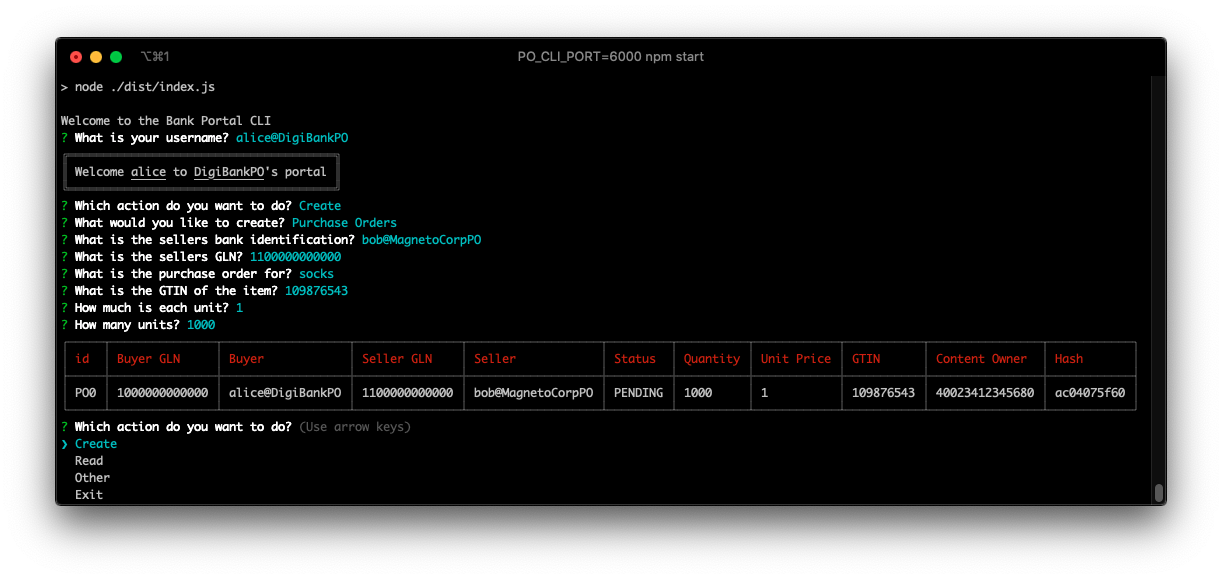 ⌥⌘1
PO_CLI_PORT=6000 npm start
> node ./dist/index.js
Welcome to the Bank Portal CLI
? What is your username? alice@DigiBankPO
Welcome alice to DigiBankPO's portal
? Which action do you want to do? Create
? What would you like to create? Purchase Orders
? What is the sellers bank identification? bob@MagnetoCorpPO
? What is the sellers GLN? 1100000000000
? What is the purchase order for? socks
? What is the GTIN of the item? 109876543
? How much is each unit? 1
? How many units? 1000
id Buyer GLN Buyer Seller GLN Seller Status Quantity Unit Price GTIN Content Owner Hash
PO0 1000000000000 alice@DigiBankPO 1100000000000 bob@MagnetoCorpPO PENDING 1000 1 109876543 40023412345680 ac04075f60
? Which action do you want to do? (Use arrow keys)
❯ Create
Read
Other
Exit